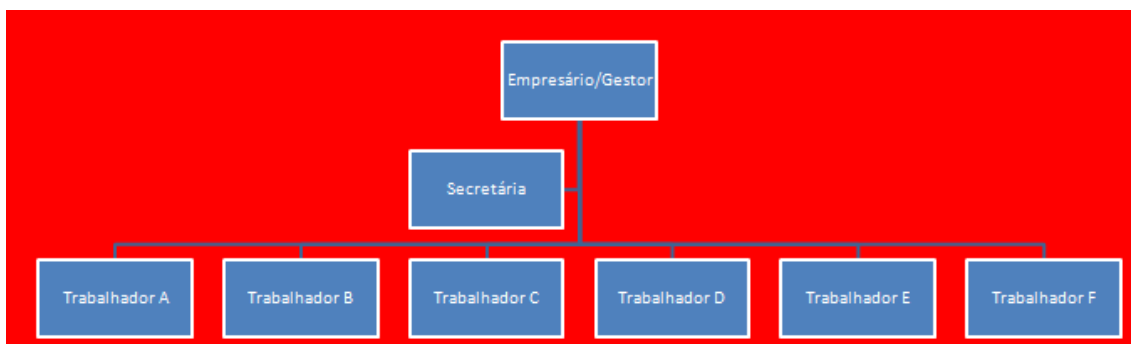 Empresário/Gestor
Secretária
Trabalhador A
Trabalhador B
Trabalhador C
Trabalhador D
Trabalhador E
Trabalhador F